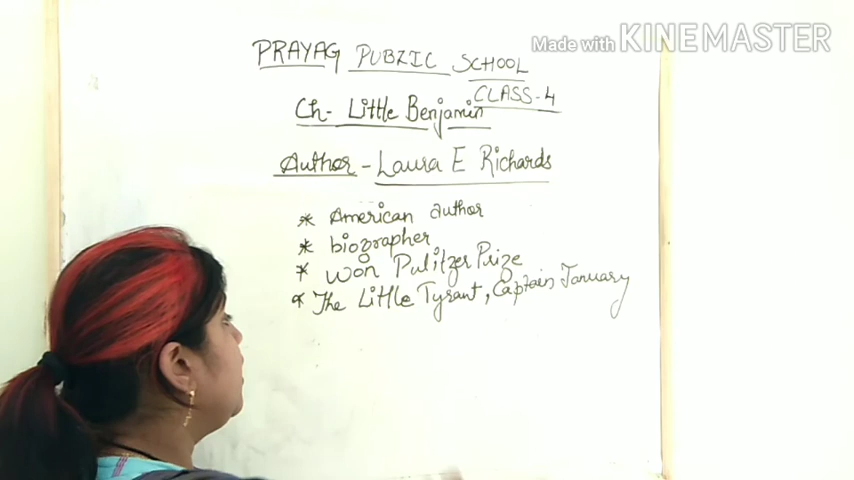 Made with KINEMASTER
PRAYAG PUBLIC SCHOOL
CLASS-4
Ch- Little Benjamin
Author - Laura E Richards
* American author
* biographer
* won Pulitzer Prize
* The Little Tyrant, Captain January